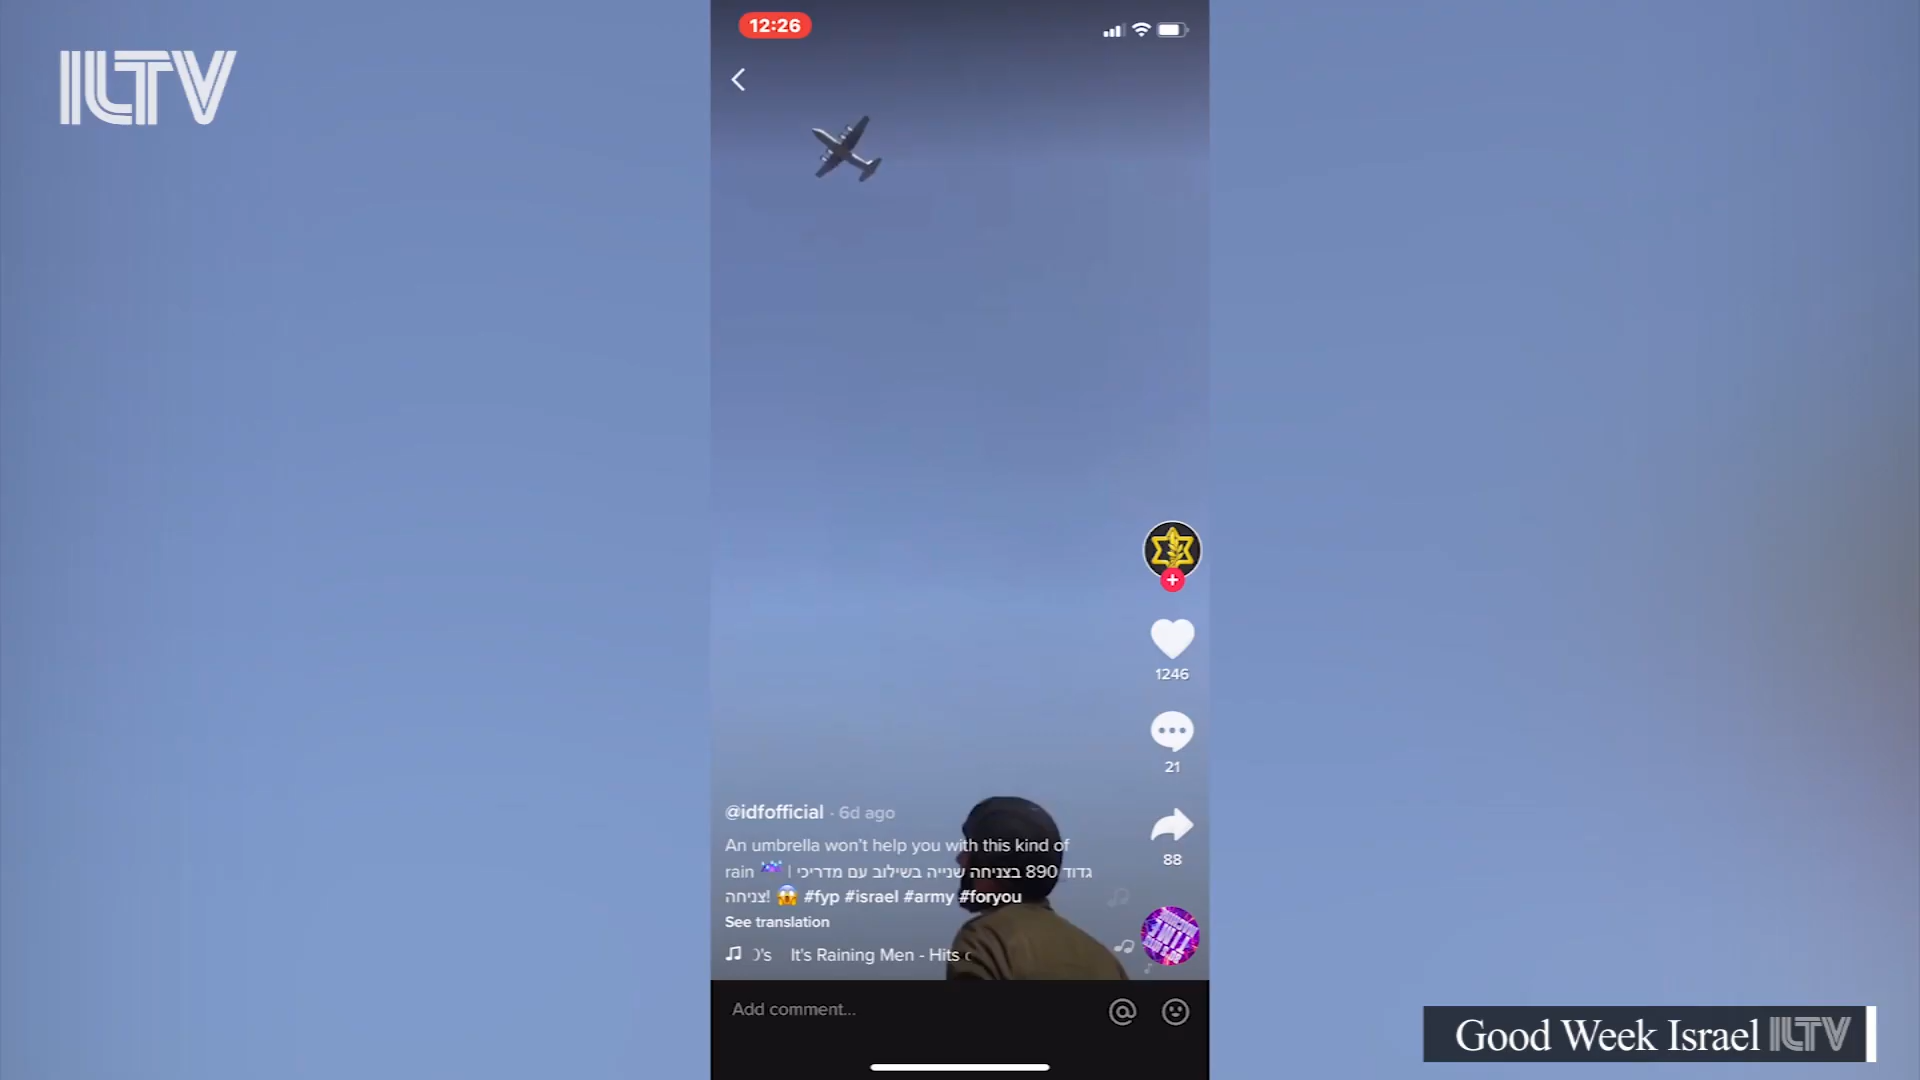 ILTV
12:26
1246
21
88
@idfofficial · 6d ago
An umbrella won't help you with this kind of
rain ☔ | גדוד 890 בצניחה שנייה בשילוב עם מדריכי
צניחה! 😱 #fyp #israel #army #foryou
See translation
It's Raining Men - Hits
Add comment...
Good Week Israel ILTV